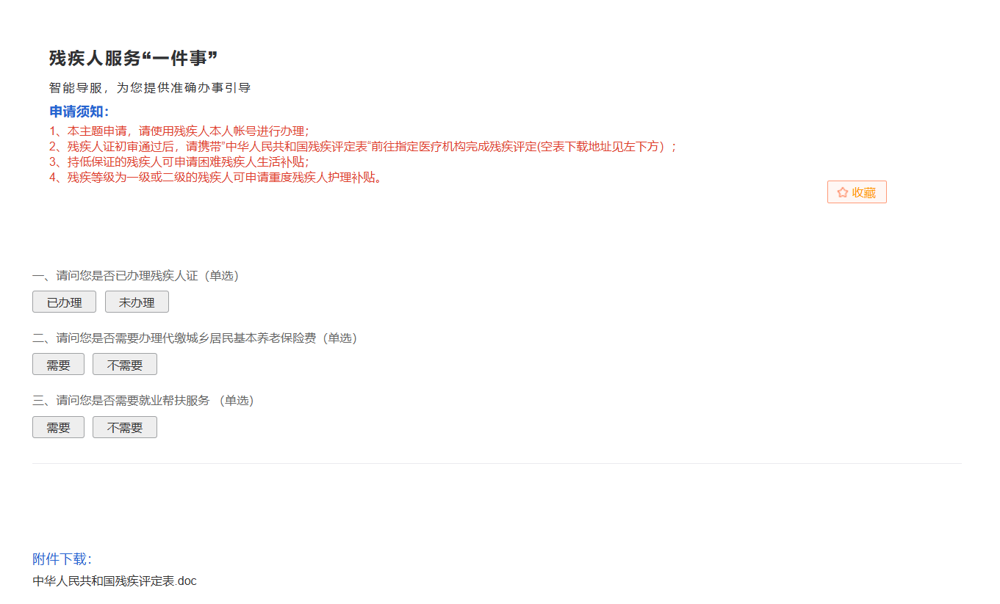 残疾人服务“一件事”
智能导服，为您提供准确办事引导
申请须知：
1、本主题申请，请使用残疾人本人帐号进行办理；
2、残疾人证初审通过后，请携带”中华人民共和国残疾评定表“前往指定医疗机构完成残疾评定(空表下载地址见左下方）；
3、持低保证的残疾人可申请困难残疾人生活补贴；
4、残疾等级为一级或二级的残疾人可申请重度残疾人护理补贴。
收藏
一、请问您是否已办理残疾人证（单选）
已办理 未办理
二、请问您是否需要办理代缴城乡居民基本养老保险费（单选）
需要 不需要
三、请问您是否需要就业帮扶服务 （单选）
需要 不需要
附件下载：
中华人民共和国残疾评定表.doc